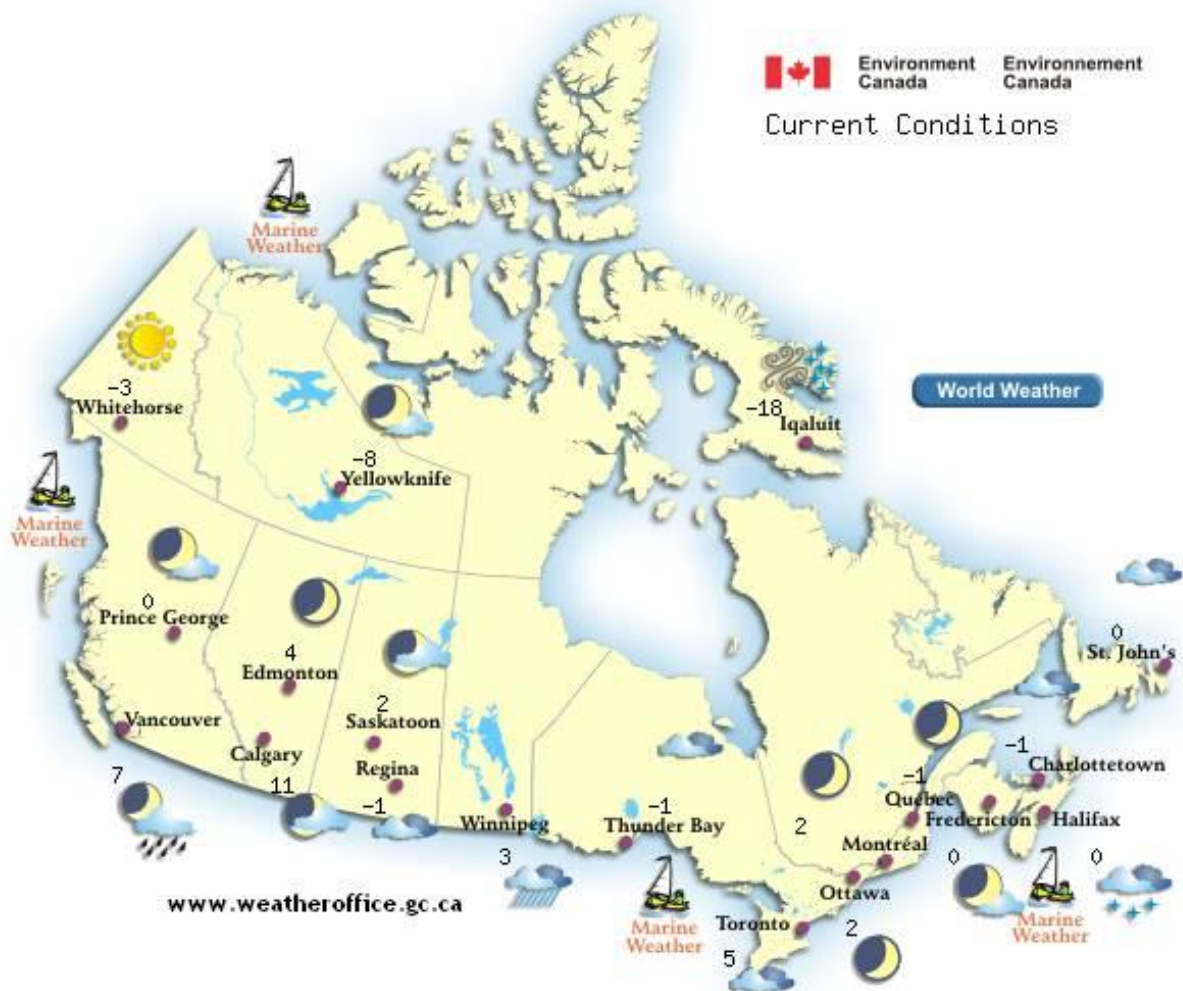 Environment Environnement
Canada Canada
Current Conditions
Marine
Weather
-3
Whitehorse
-18
Iqaluit
World Weather
-8
Yellowknife
Marine
Weather
0
Prince George
4
Edmonton
0
St. John's
2
Saskatoon
Vancouver
Calgary
Regina
-1
Charlottetown
7
11
-1
Winnipeg
-1
Thunder Bay
2
-1
Québec
Fredericton
Halifax
Montréal
3
0
0
Ottawa
www.weatheroffice.gc.ca
Marine
Weather
Toronto
2
Marine
Weather
5